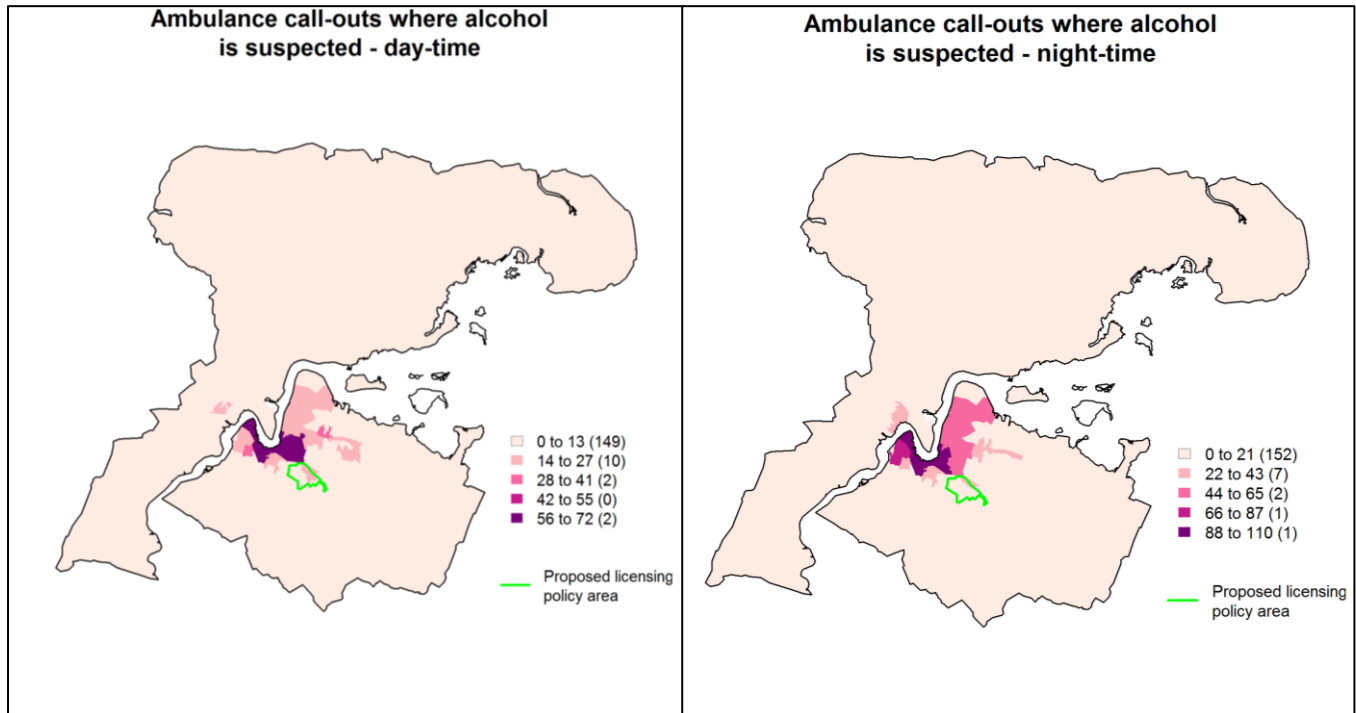 Ambulance call-outs where alcohol
is suspected - day-time
0 to 13 (149)
14 to 27 (10)
28 to 41 (2)
42 to 55 (0)
56 to 72 (2)
Proposed licensing
policy area
Ambulance call-outs where alcohol
is suspected - night-time
0 to 21 (152)
22 to 43 (7)
44 to 65 (2)
66 to 87 (1)
88 to 110 (1)
Proposed licensing
policy area